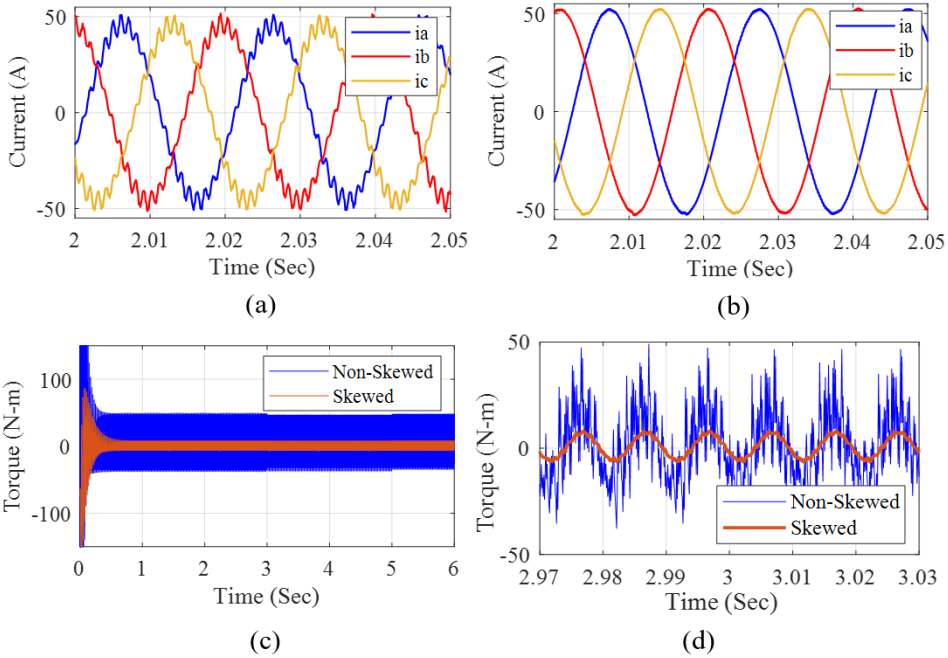 (a)
50
0
-50
Current (A)
ia
ib
ic
2 2.01 2.02 2.03 2.04 2.05
Time (Sec)
(a)
50
0
-50
Current (A)
ia
ib
ic
2 2.01 2.02 2.03 2.04 2.05
Time (Sec)
(b)
100
0
-100
Torque (N-m)
Non-Skewed
Skewed
0 1 2 3 4 5 6
Time (Sec)
(c)
50
0
-50
Torque (N-m)
Non-Skewed
Skewed
2.97 2.98 2.99 3 3.01 3.02 3.03
Time (Sec)
(d)